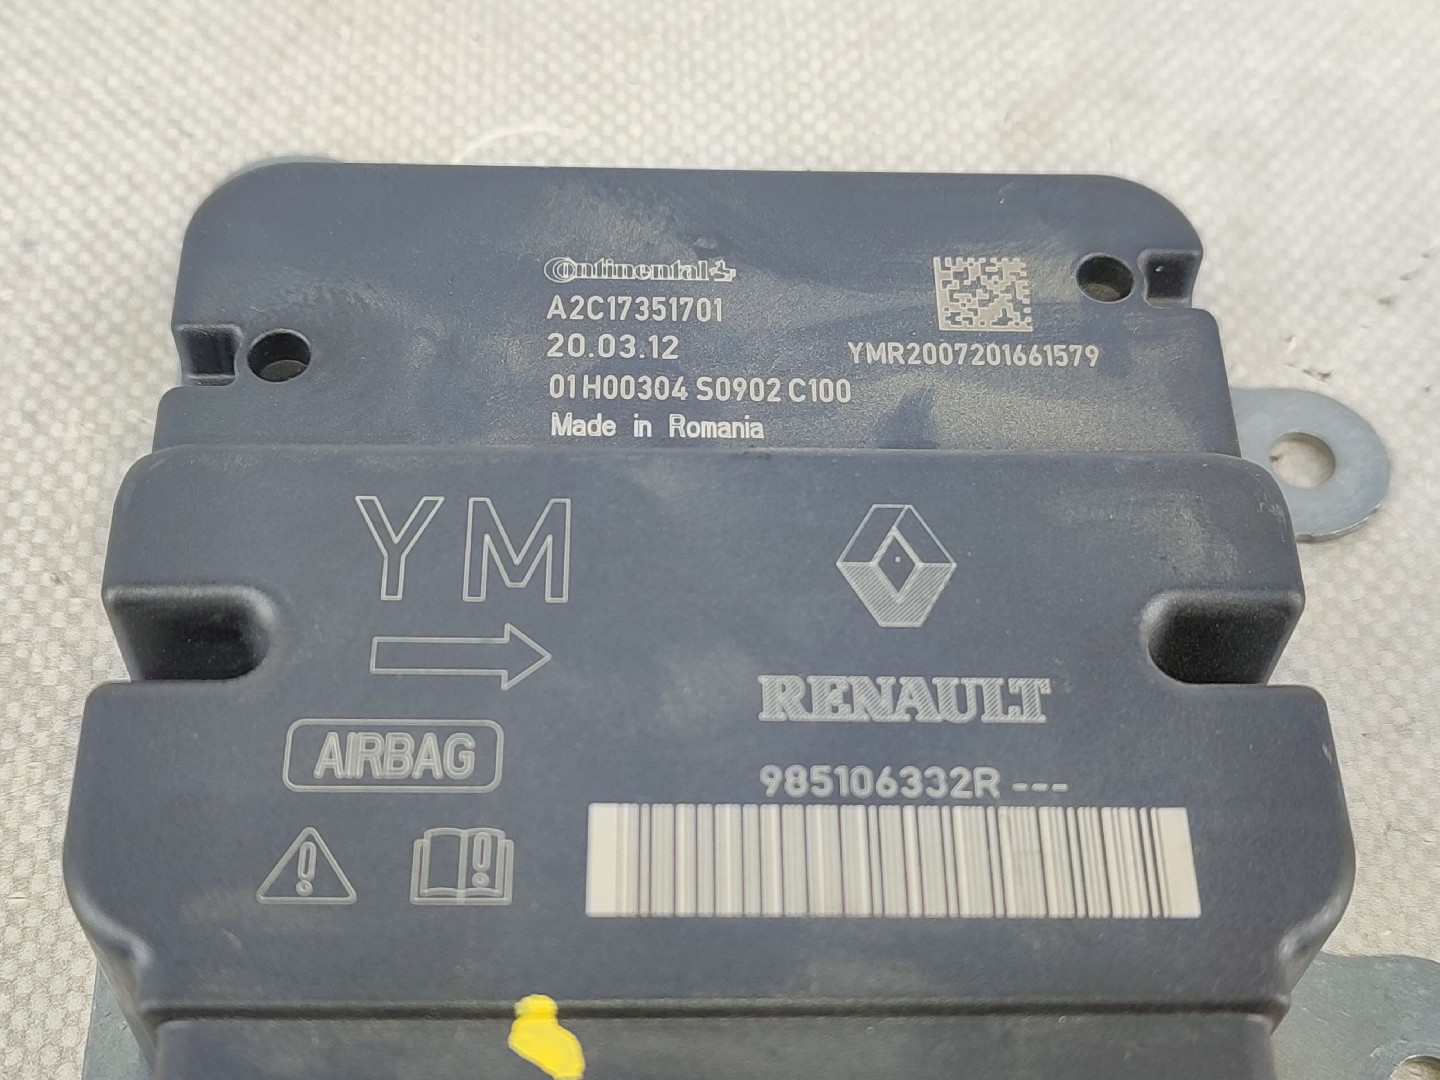 Continental
A2C17351701
20.03.12
YMR2007201661579
01H00304 S0902 C100
Made in Romania
YM
RENAULT
AIRBAG
985106332R ---